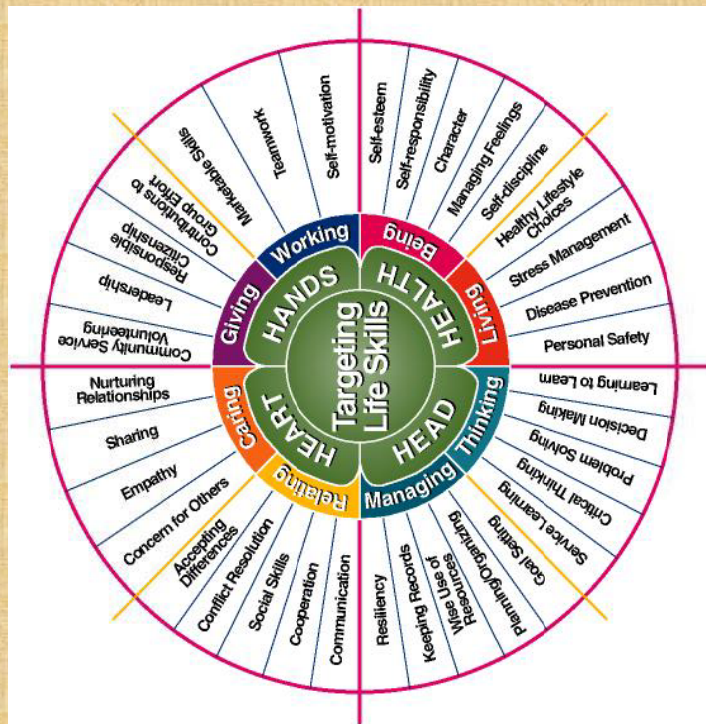 Targeting
Life Skills
HEAD
HEART
HANDS
HEALTH
Being
Self-esteem
Self-responsibility
Character
Managing Feelings
Self-discipline
Living
Healthy Lifestyle
Choices
Stress Management
Disease Prevention
Personal Safety
Thinking
Learning to Learn
Decision Making
Problem Solving
Critical Thinking
Service Learning
Managing
Goal Setting
Planning/Organizing
Wise Use of
Resources
Keeping Records
Resiliency
Relating
Communication
Cooperation
Social Skills
Conflict Resolution
Accepting
Differences
Caring
Concern for Others
Empathy
Sharing
Nurturing
Relationships
Giving
Community Service
Volunteering
Leadership
Responsible
Citizenship
Contributions to
Group Effort
Working
Marketable Skills
Teamwork
Self-motivation